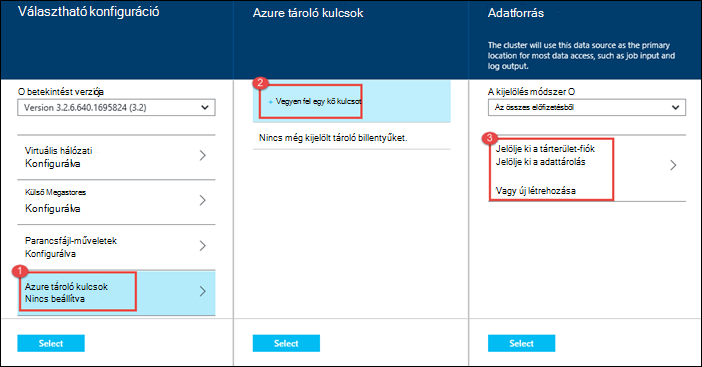 Választható konfiguráció
O betekintést verziója
Version 3.2.6.640.1695824 (3.2)
Virtuális hálózati
Konfigurálva
Külső Megastores
Konfigurálva
Parancsfájl-műveletek
Konfigurálva
1
Azure tároló kulcsok
Nincs beállítva
Select
Azure tároló kulcsok
2
+ Vegyen fel egy kő kulcsot
Nincs még kijelölt tároló billentyűket.
Select
Adatforrás
The cluster will use this data source as the primary
location for most data access, such as job input and
log output.
A kijelölés módszer O
Az összes előfizetésből
3
Jelölje ki a tárterület-fiók
Jelölje ki a adattárolás
Vagy új létrehozása
Select